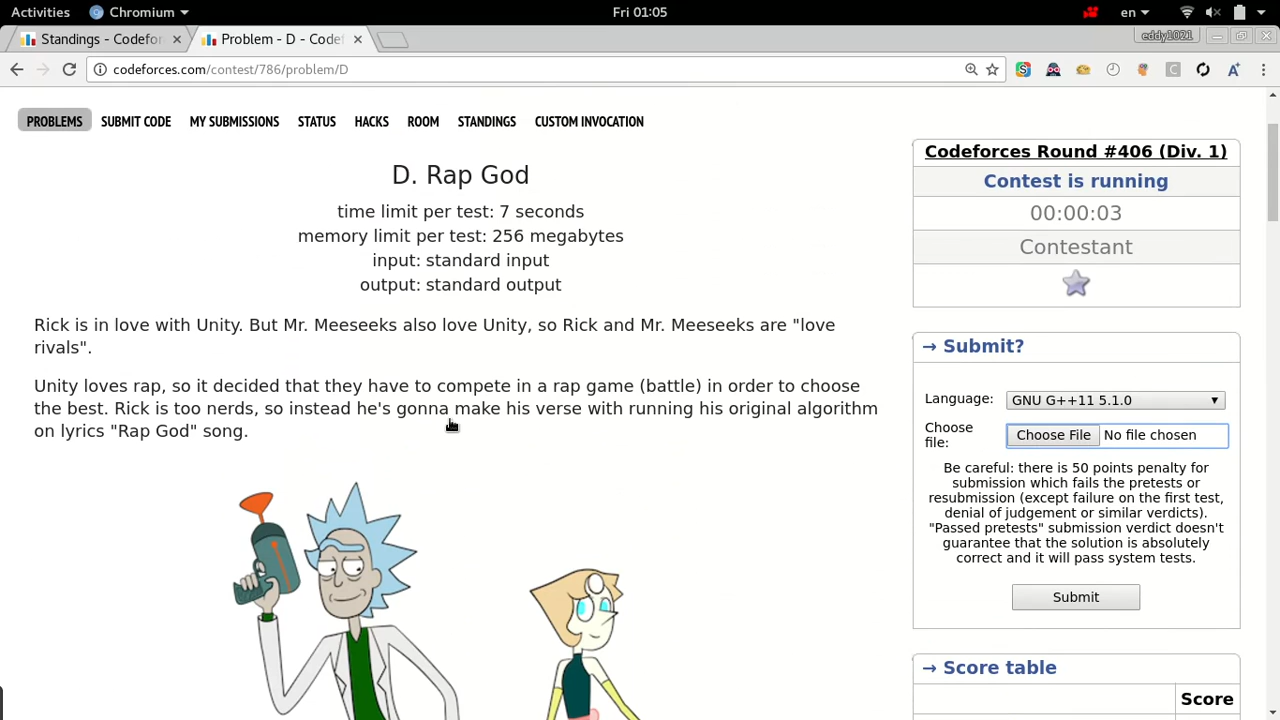 Activities Chromium Fri 01:05 en
Standings - Codefor Problem - D - Codef eddy1021
codeforces.com/contest/786/problem/D
PROBLEMS SUBMIT CODE MY SUBMISSIONS STATUS HACKS ROOM STANDINGS CUSTOM INVOCATION
D. Rap God
time limit per test: 7 seconds
memory limit per test: 256 megabytes
input: standard input
output: standard output
Rick is in love with Unity. But Mr. Meeseeks also love Unity, so Rick and Mr. Meeseeks are "love
rivals".
Unity loves rap, so it decided that they have to compete in a rap game (battle) in order to choose
the best. Rick is too nerds, so instead he's gonna make his verse with running his original algorithm
on lyrics "Rap God" song.
Codeforces Round #406 (Div. 1)
Contest is running
00:00:03
Contestant
→ Submit?
Language: GNU G++11 5.1.0
Choose
file: Choose File No file chosen
Be careful: there is 50 points penalty for
submission which fails the pretests or
resubmission (except failure on the first test,
denial of judgement or similar verdicts).
"Passed pretests" submission verdict doesn't
guarantee that the solution is absolutely
correct and it will pass system tests.
Submit
→ Score table
Score